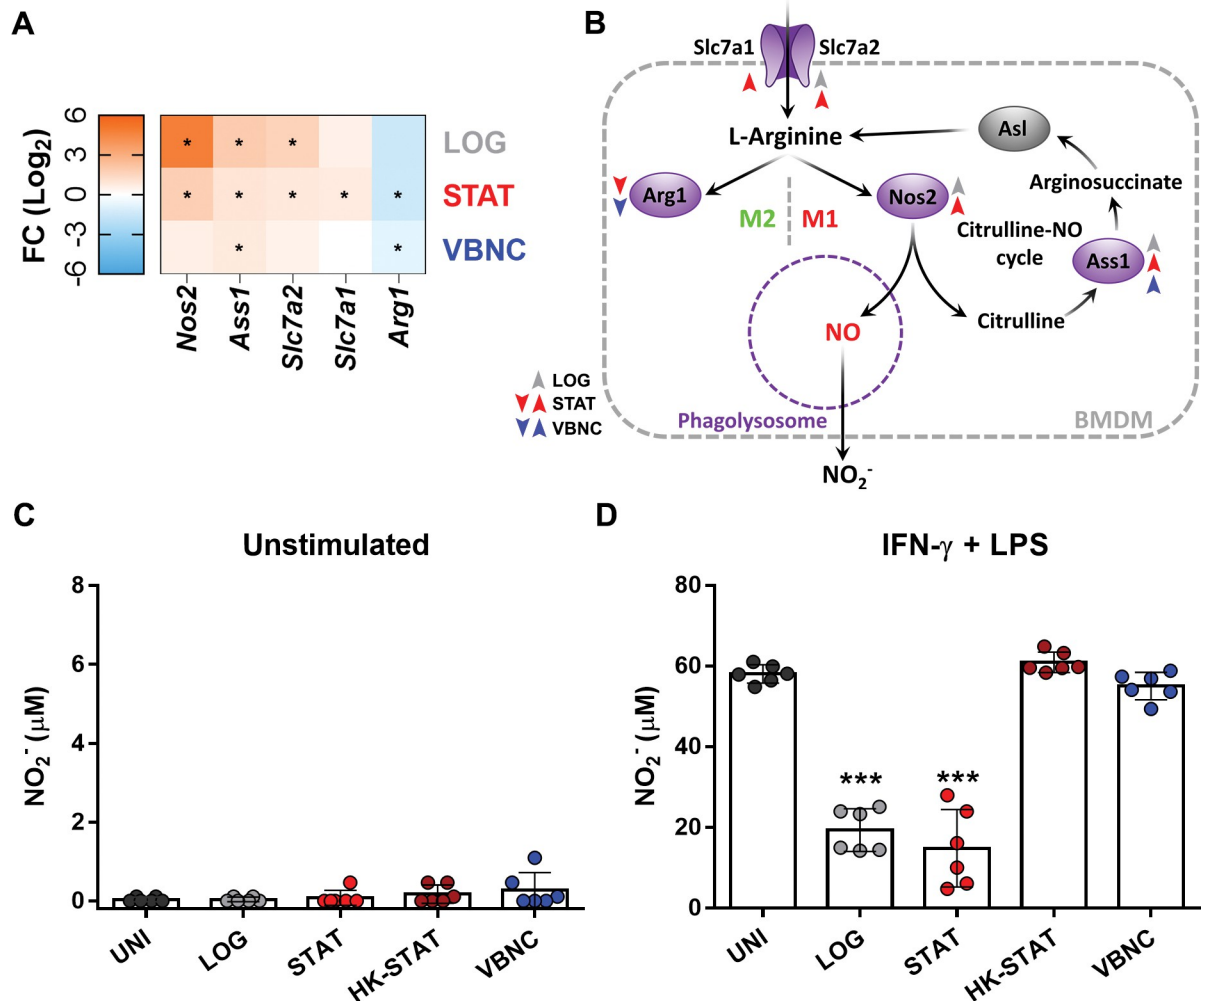 A
FC (Log2)
6
3
0
-3
-6
* * *
* * * * *
* *
LOG
STAT
VBNC
Nos2
Ass1
Slc7a2
Slc7a1
Arg1
B
Slc7a1
Slc7a2
L-Arginine
Asl
Arg1
Nos2
Arginosuccinate
M2
M1
Citrulline-NO
cycle
Ass1
NO
Citrulline
LOG
STAT
VBNC
Phagolysosome
BMDM
NO2-
C
Unstimulated
NO2- (μM)
8
6
4
2
0
UNI
LOG
STAT
HK-STAT
VBNC
D
IFN-γ + LPS
NO2- (μM)
80
60
40
20
0
***
***
UNI
LOG
STAT
HK-STAT
VBNC